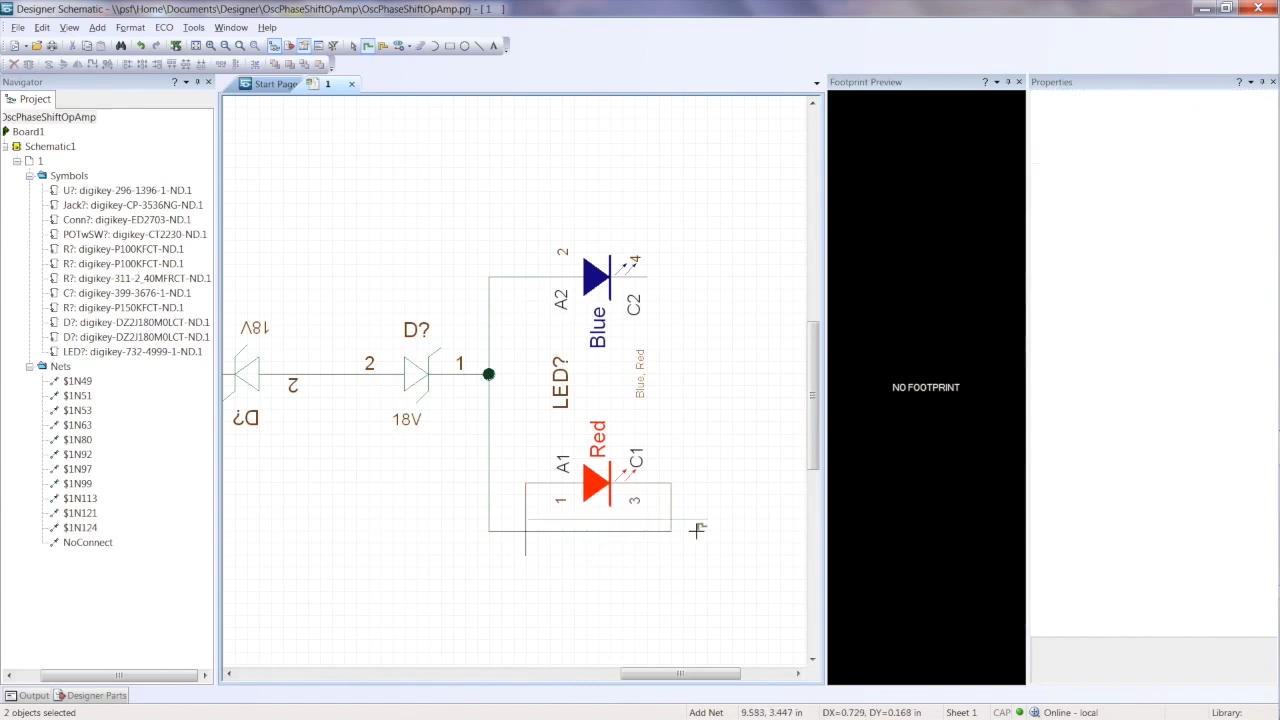 Designer Schematic - \\psf\Home\Documents\Designer\OscPhaseShiftOpAmp\OscPhaseShiftOpAmp.prj - [ 1 ]
File Edit View Add Format ECO Tools Window Help
Navigator
Project
OscPhaseShiftOpAmp
Board1
Schematic1
1
Symbols
U?: digikey-296-1396-1-ND.1
Jack?: digikey-CP-3536NG-ND.1
Conn?: digikey-ED2703-ND.1
POTwSW?: digikey-CT2230-ND.1
R?: digikey-P100KFCT-ND.1
R?: digikey-P100KFCT-ND.1
R?: digikey-311-2_40MFRCT-ND.1
C?: digikey-399-3676-1-ND.1
R?: digikey-P150KFCT-ND.1
D?: digikey-DZ2J180M0LCT-ND.1
D?: digikey-DZ2J180M0LCT-ND.1
LED?: digikey-732-4999-1-ND.1
Nets
$1N49
$1N51
$1N53
$1N63
$1N80
$1N92
$1N97
$1N99
$1N113
$1N121
$1N124
NoConnect
Start Page
1
2
4
A2
C2
Blue
18V
D?
2
1
2
D?
18V
LED?
Blue, Red
Red
A1
C1
1
3
Footprint Preview
NO FOOTPRINT
Properties
Output
Designer Parts
2 objects selected
Add Net
9.583, 3.447 in
DX=0.729, DY=0.168 in
Sheet 1
CAP
Online - local
Library: